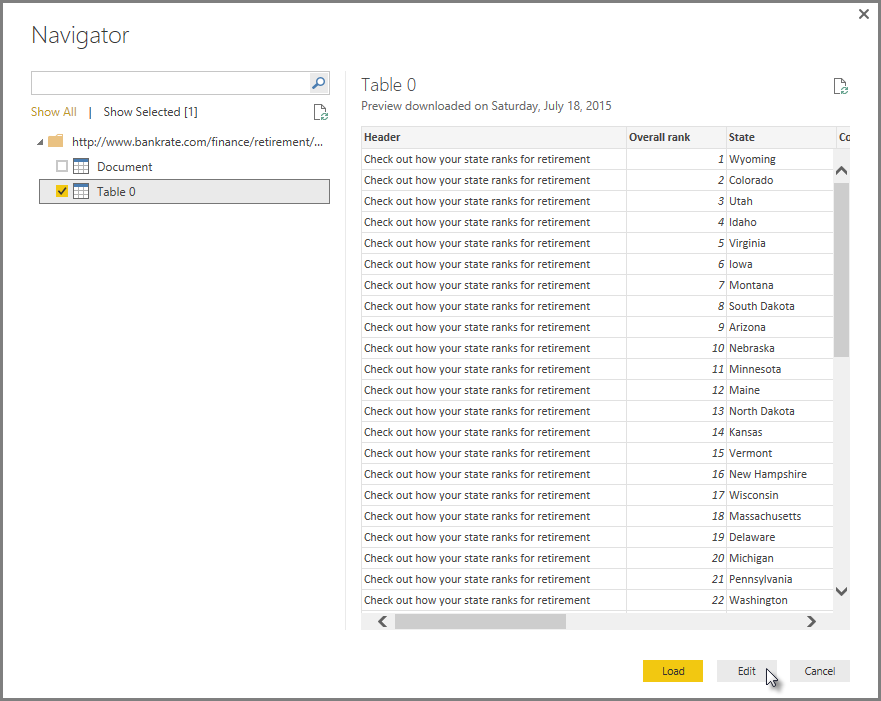 Navigator
Show All | Show Selected [1]
http://www.bankrate.com/finance/retirement/...
Document
Table 0
Table 0
Preview downloaded on Saturday, July 18, 2015
Header Overall rank State Co
Check out how your state ranks for retirement 1 Wyoming
Check out how your state ranks for retirement 2 Colorado
Check out how your state ranks for retirement 3 Utah
Check out how your state ranks for retirement 4 Idaho
Check out how your state ranks for retirement 5 Virginia
Check out how your state ranks for retirement 6 Iowa
Check out how your state ranks for retirement 7 Montana
Check out how your state ranks for retirement 8 South Dakota
Check out how your state ranks for retirement 9 Arizona
Check out how your state ranks for retirement 10 Nebraska
Check out how your state ranks for retirement 11 Minnesota
Check out how your state ranks for retirement 12 Maine
Check out how your state ranks for retirement 13 North Dakota
Check out how your state ranks for retirement 14 Kansas
Check out how your state ranks for retirement 15 Vermont
Check out how your state ranks for retirement 16 New Hampshire
Check out how your state ranks for retirement 17 Wisconsin
Check out how your state ranks for retirement 18 Massachusetts
Check out how your state ranks for retirement 19 Delaware
Check out how your state ranks for retirement 20 Michigan
Check out how your state ranks for retirement 21 Pennsylvania
Check out how your state ranks for retirement 22 Washington
Load Edit Cancel